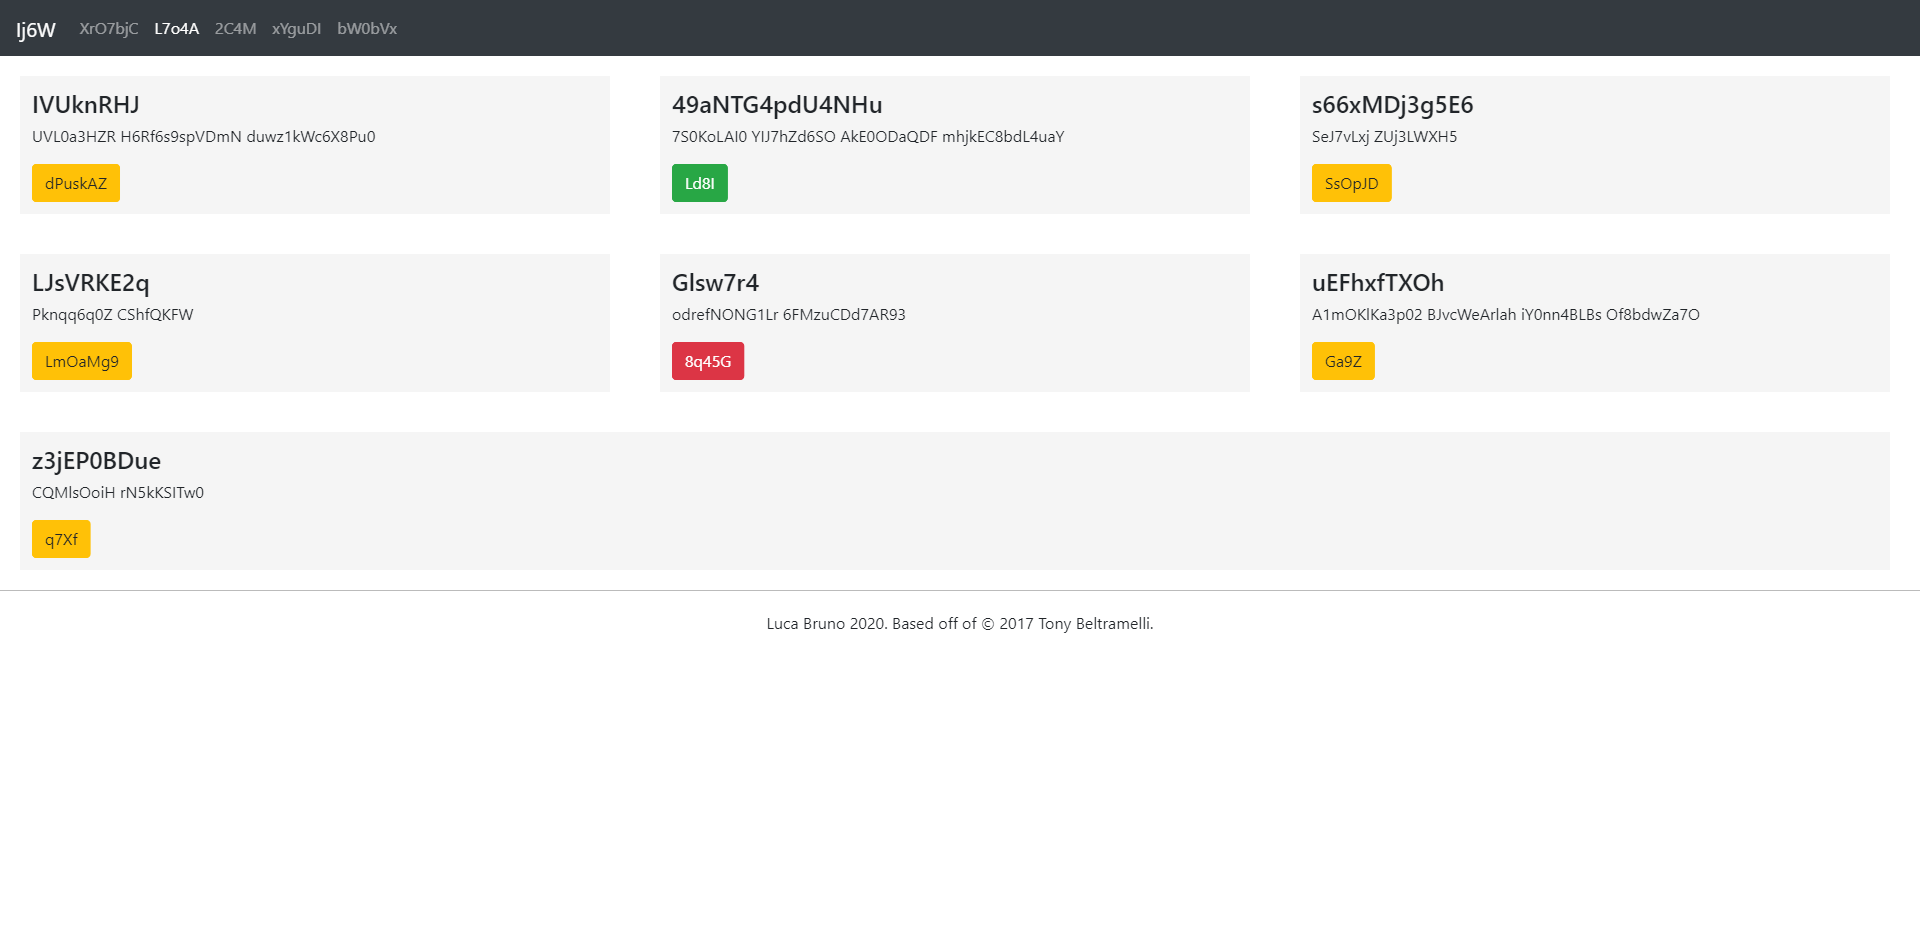 Ij6W XrO7bjC L7o4A 2C4M xYguDI bW0bVx
IVUknRHJ
UVL0a3HZR H6Rf6s9spVDmN duwz1kWc6X8Pu0
dPuskAZ
49aNTG4pdU4NHu
7S0KoLAI0 YIJ7hZd6SO AkE0ODaQDF mhjkEC8bdL4uaY
Ld8I
s66xMDj3g5E6
SeJ7vLxj ZUj3LWXH5
SsOpJD
LJsVRKE2q
Pknqq6q0Z CShfQKFW
LmOaMg9
Glsw7r4
odrefNONG1Lr 6FMzuCDd7AR93
8q45G
uEFhxfTXOh
A1mOKlKa3p02 BJvcWeArlah iY0nn4BLBs Of8bdwZa7O
Ga9Z
z3jEP0BDue
CQMlsOoiH rN5kKSITw0
q7Xf
Luca Bruno 2020. Based off of © 2017 Tony Beltramelli.